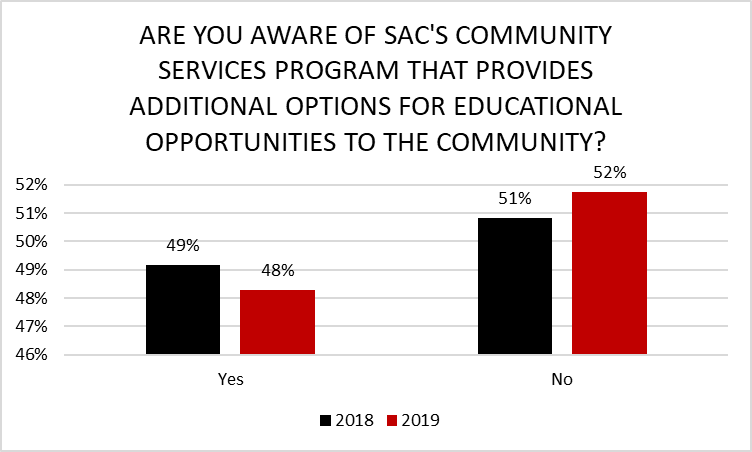 ARE YOU AWARE OF SAC'S COMMUNITY
SERVICES PROGRAM THAT PROVIDES
ADDITIONAL OPTIONS FOR EDUCATIONAL
OPPORTUNITIES TO THE COMMUNITY?
52%
51%
50%
49%
48%
47%
46%
49%
48%
51%
52%
Yes
No
2018
2019